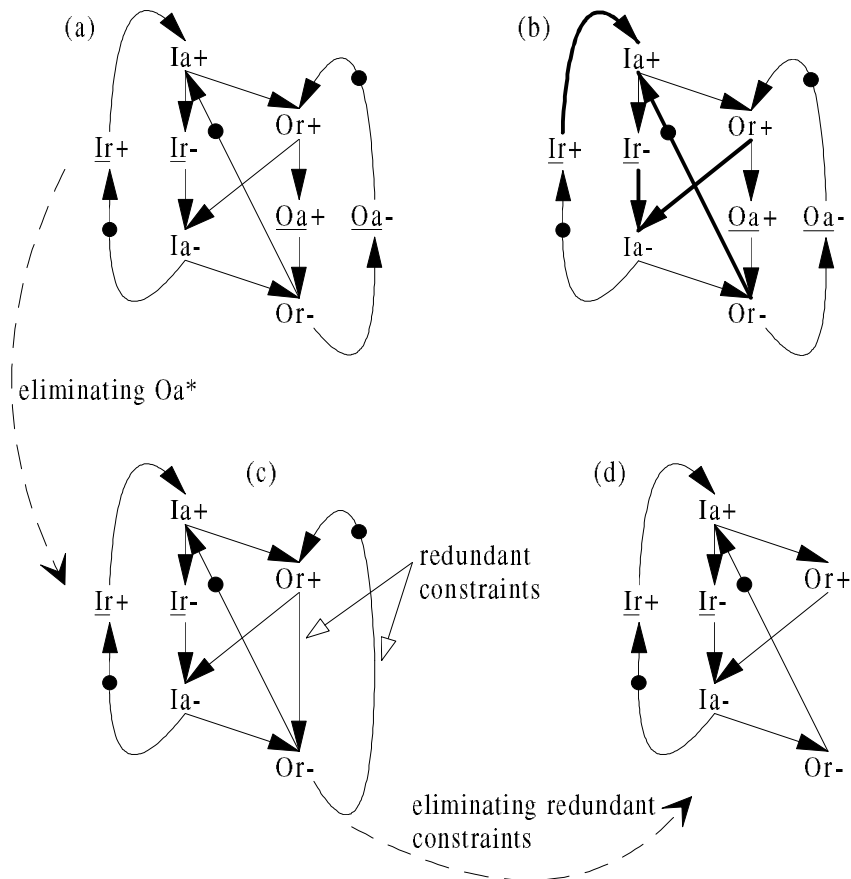 (a)
Ia+
Or+
Ir+
Ir-
Oa+
Oa-
Ia-
Or-
(b)
Ia+
Or+
Ir+
Ir-
Oa+
Oa-
Ia-
Or-
eliminating Oa*
(c)
Ia+
Or+
Ir+
Ir-
Ia-
Or-
redundant
constraints
(d)
Ia+
Or+
Ir+
Ir-
Ia-
Or-
eliminating redundant
constraints